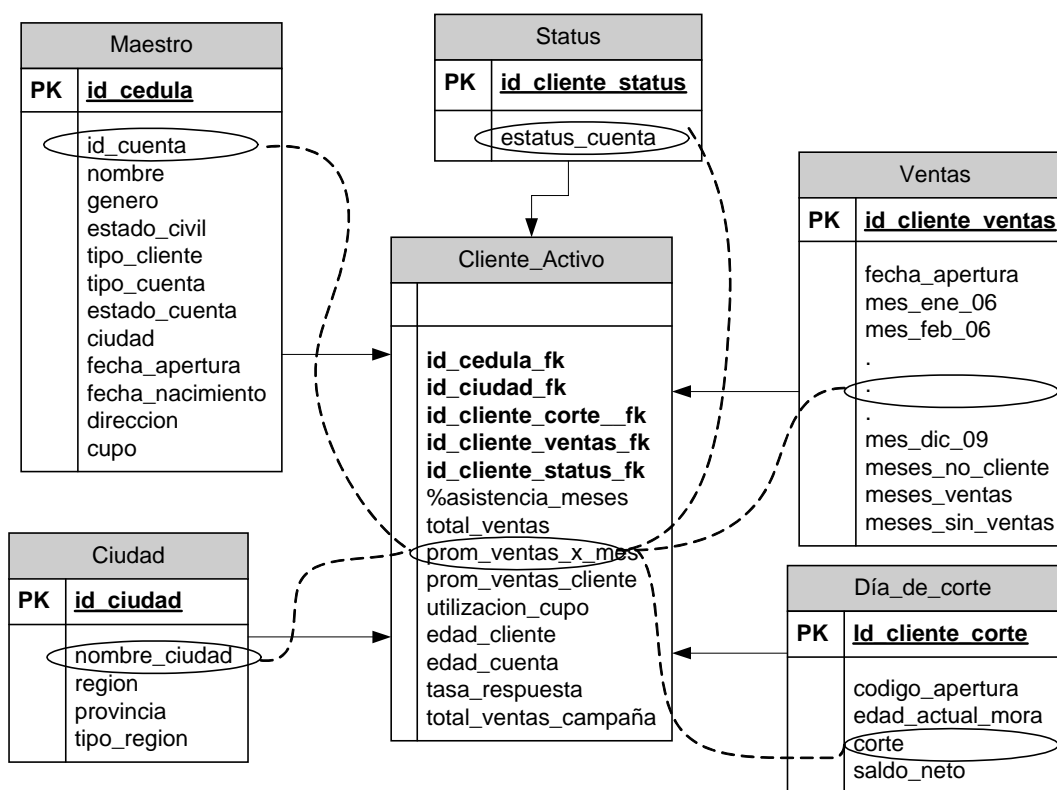 Maestro
PK id_cedula
id_cuenta
nombre
genero
estado_civil
tipo_cliente
tipo_cuenta
estado_cuenta
ciudad
fecha_apertura
fecha_nacimiento
direccion
cupo
Status
PK id_cliente_status
estatus_cuenta
Ventas
PK id_cliente_ventas
fecha_apertura
mes_ene_06
mes_feb_06
.
.
.
mes_dic_09
meses_no_cliente
meses_ventas
meses_sin_ventas
Cliente_Activo
id_cedula_fk
id_ciudad_fk
id_cliente_corte__fk
id_cliente_ventas_fk
id_cliente_status_fk
%asistencia_meses
total_ventas
prom_ventas_x_mes
prom_ventas_cliente
utilizacion_cupo
edad_cliente
edad_cuenta
tasa_respuesta
total_ventas_campaña
Ciudad
PK id_ciudad
nombre_ciudad
region
provincia
tipo_region
Día_de_corte
PK Id_cliente_corte
codigo_apertura
edad_actual_mora
corte
saldo_neto